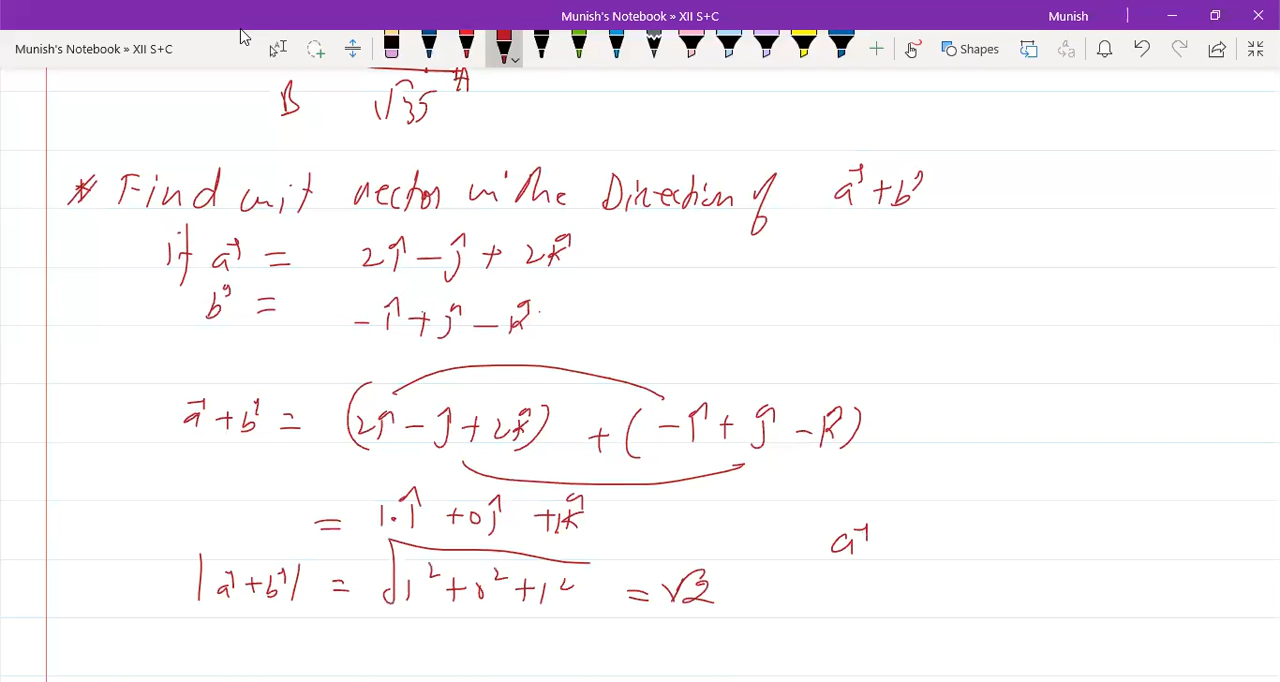 Munish's Notebook » XII S+C
Munish
Munish's Notebook » XII S+C
Shapes
B √35 A
* Find unit vector in the Direction of a⃗ + b⃗
if a⃗ = 2î - ĵ + 2k̂
b⃗ = - î + ĵ - k̂
a⃗ + b⃗ = (2î - ĵ + 2k̂) + (- î + ĵ - k̂)
= 1.î + 0ĵ + 1k̂
a⃗
|a⃗ + b⃗| = √1² + 0² + 1² = √2